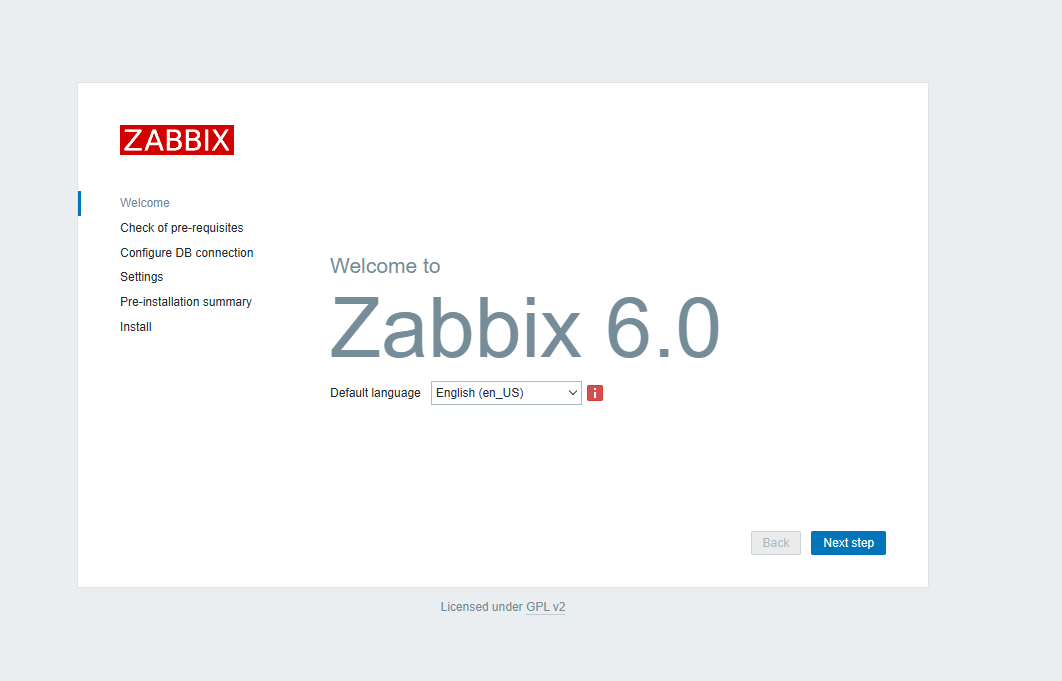 ZABBIX
Welcome
Check of pre-requisites
Configure DB connection
Settings
Pre-installation summary
Install
Welcome to
Zabbix 6.0
Default language English (en_US) i
Back Next step
Licensed under GPL v2